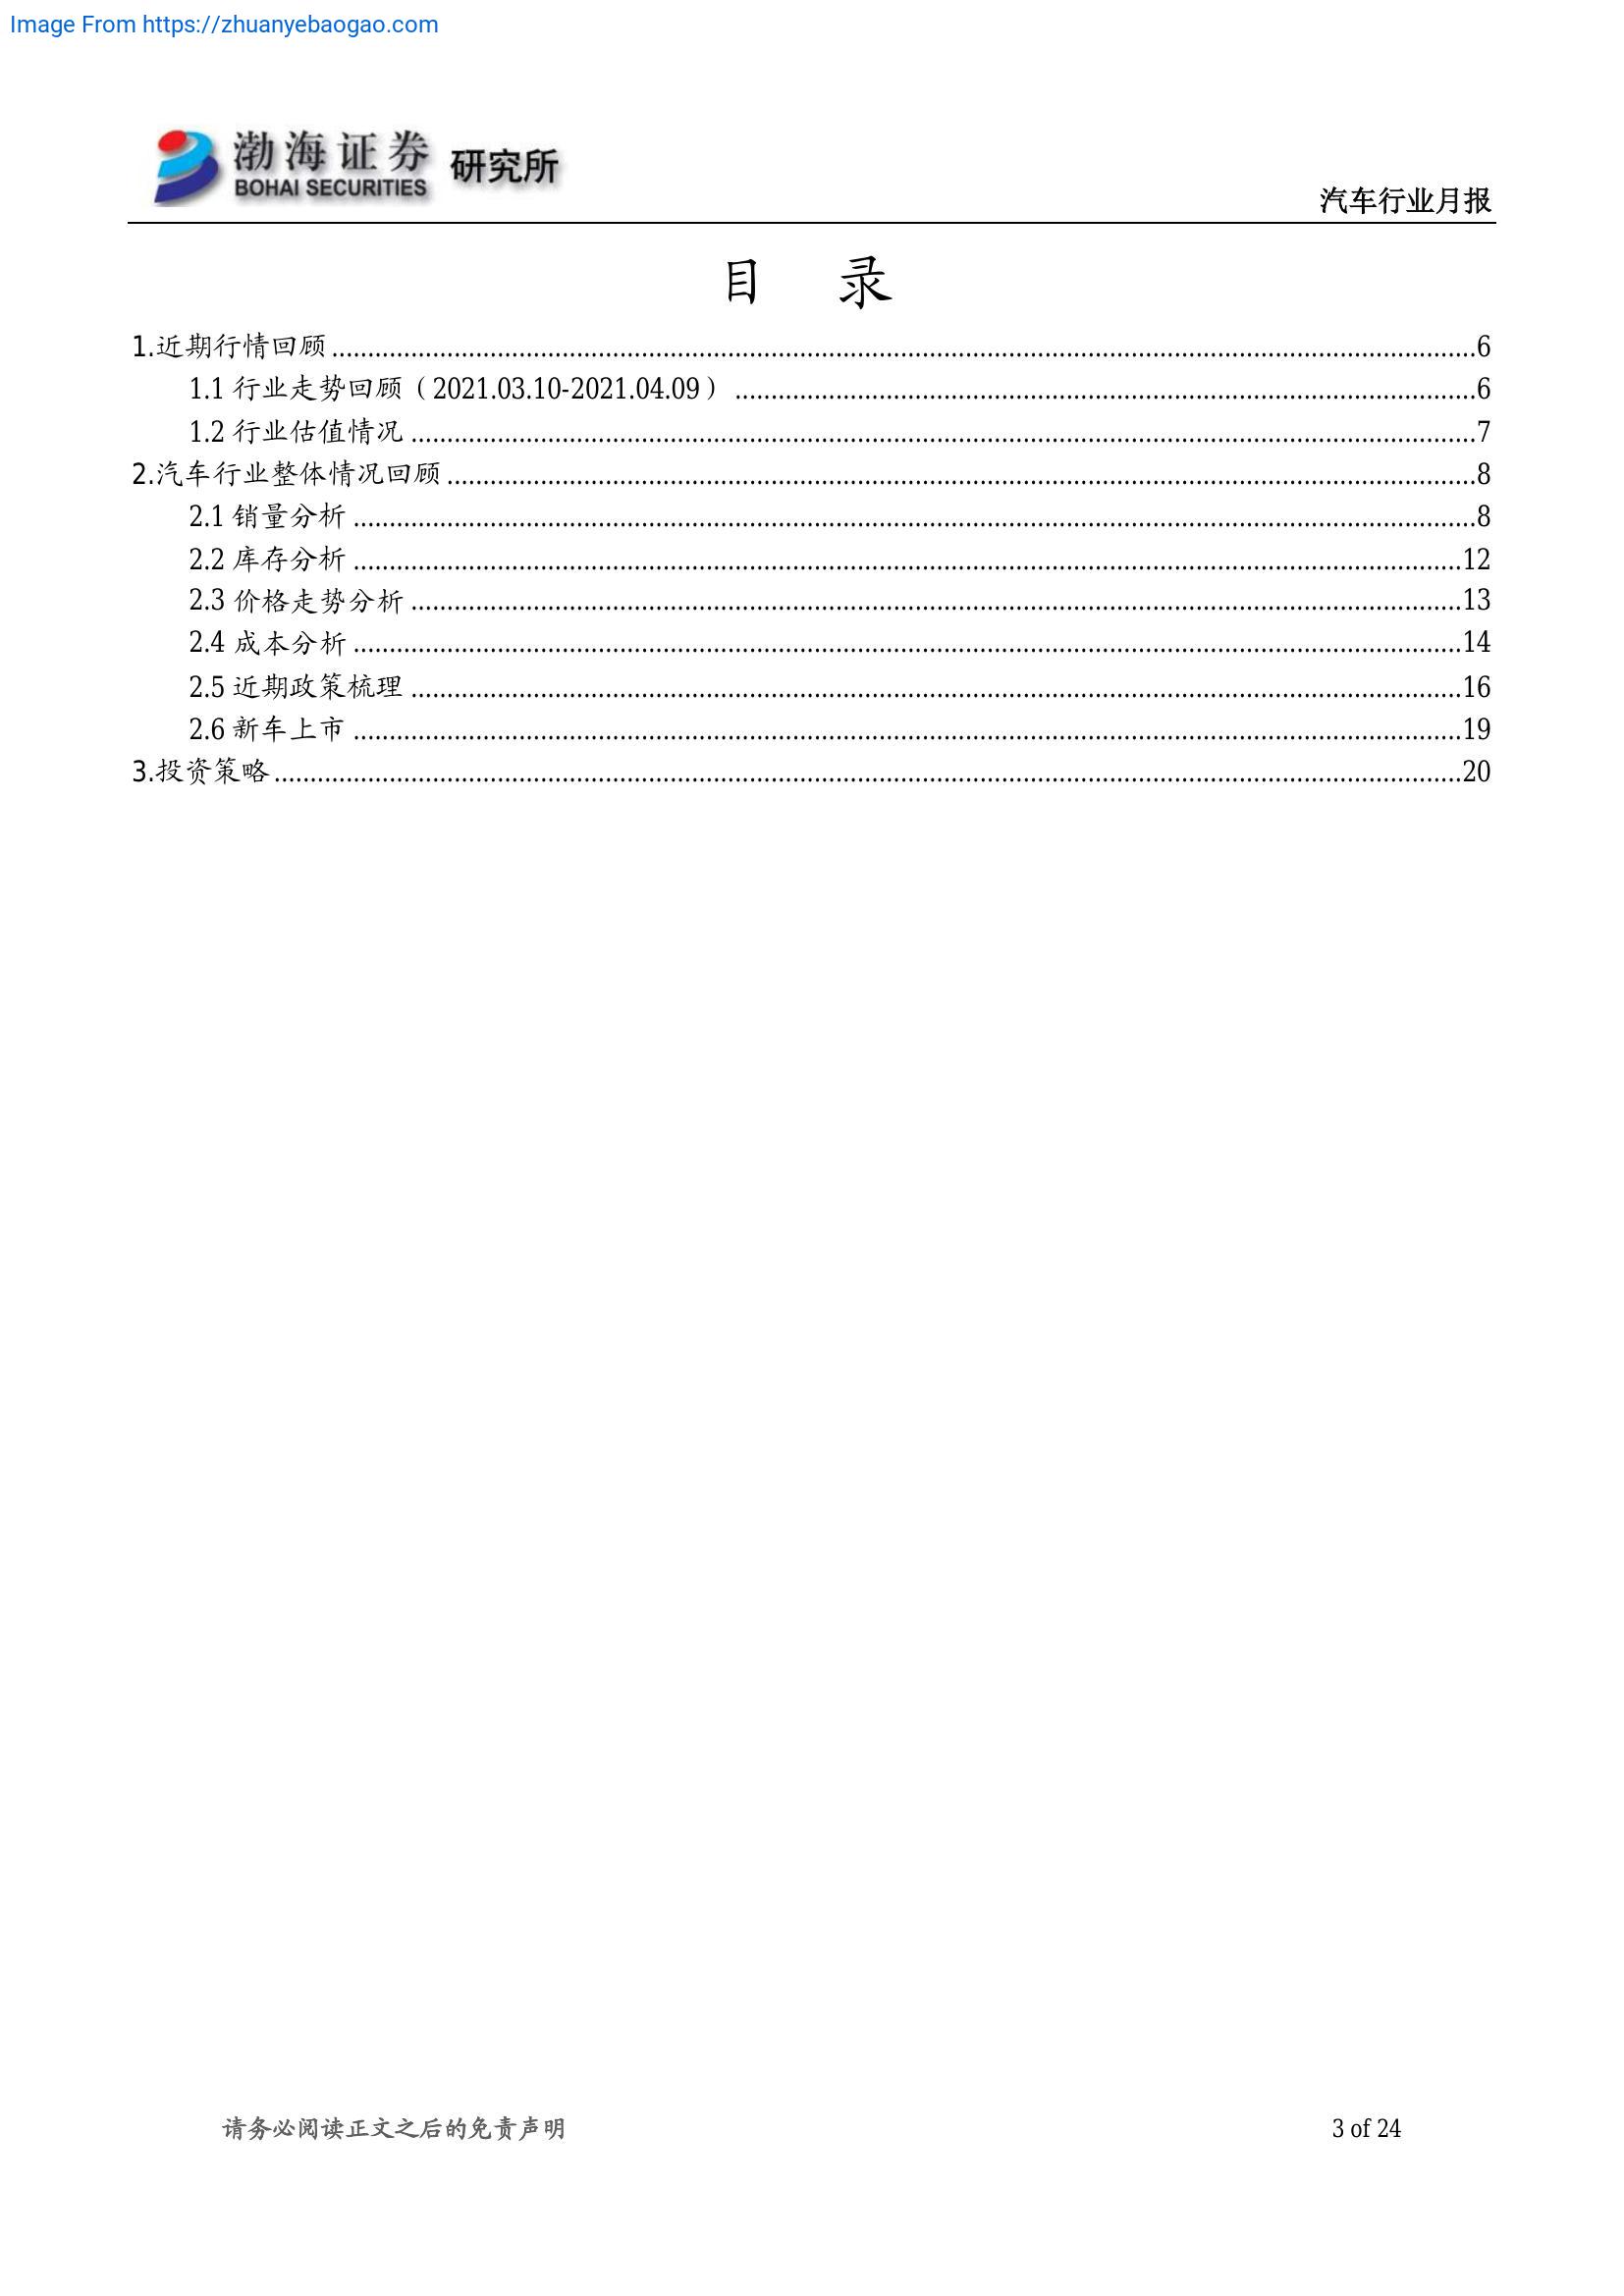 Image From https://zhuanyebaogao.com
渤海证券 研究所
BOHAI SECURITIES
汽车行业月报
目 录
1.近期行情回顾........................................6
1.1 行业走势回顾（2021.03.10-2021.04.09）........................................6
1.2 行业估值情况........................................7
2.汽车行业整体情况回顾........................................8
2.1 销量分析........................................8
2.2 库存分析........................................12
2.3 价格走势分析........................................13
2.4 成本分析........................................14
2.5 近期政策梳理........................................16
2.6 新车上市........................................19
3.投资策略........................................20
请务必阅读正文之后的免责声明 3 of 24